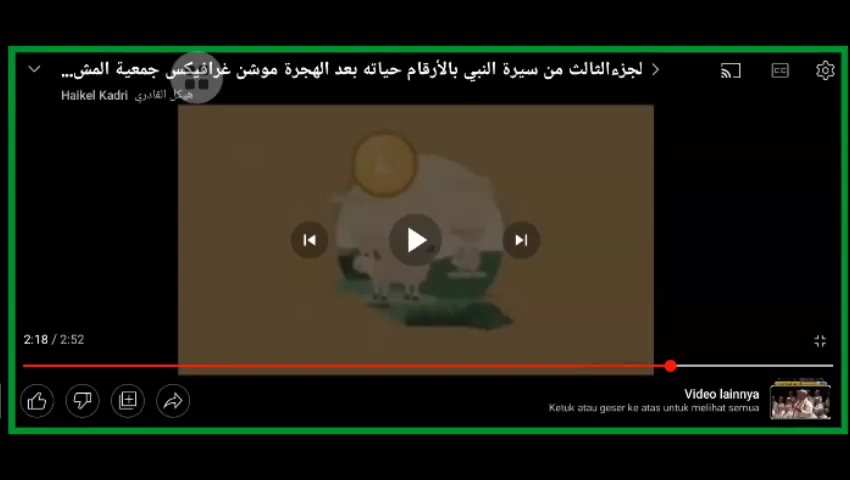 لجزءالثالث من سيرة النبي بالأرقام حياته بعد الهجرة موشن غرافيكس جمعية المش...
Haikel Kadri هيكل القادري
CC
2:18 / 2:52
Video lainnya
Ketuk atau geser ke atas untuk melihat semua